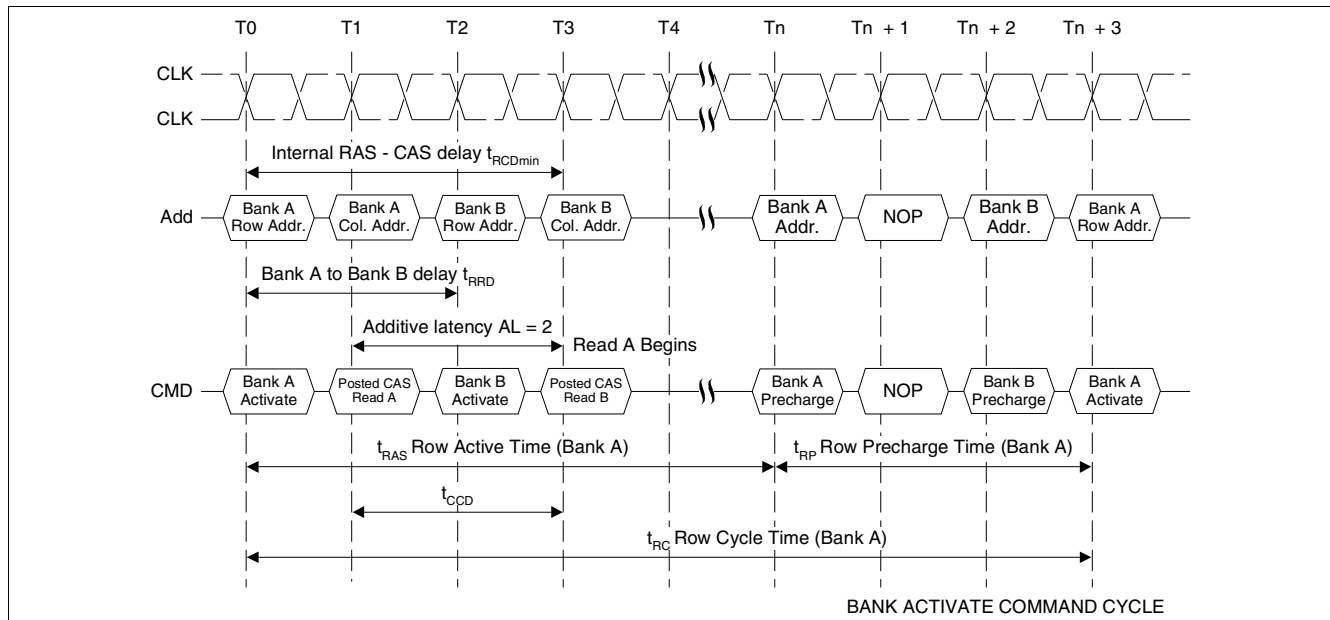 T0 T1 T2 T3 T4 Tn Tn + 1 Tn + 2 Tn + 3
CLK
CLK
Internal RAS - CAS delay tRCDmin
Add
Bank A Row Addr.
Bank A Col. Addr.
Bank B Row Addr.
Bank B Col. Addr.
Bank A Addr.
NOP
Bank B Addr.
Bank A Row Addr.
Bank A to Bank B delay tRRD
Additive latency AL = 2
Read A Begins
CMD
Bank A Activate
Posted CAS Read A
Bank B Activate
Posted CAS Read B
Bank A Precharge
NOP
Bank B Precharge
Bank A Activate
tRAS Row Active Time (Bank A)
tRP Row Precharge Time (Bank A)
tCCD
tRC Row Cycle Time (Bank A)
BANK ACTIVATE COMMAND CYCLE